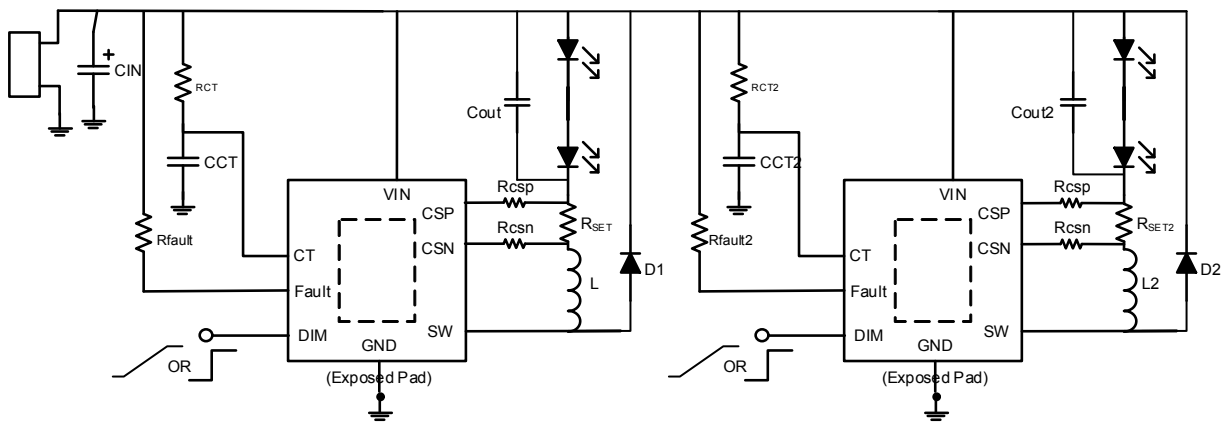 +
CIN
RCT
CCT
Rfault
Cout
VIN
CSP
CSN
CT
Fault
DIM
GND
SW
Rcsp
Rcsn
RSET
L
D1
OR
(Exposed Pad)
RCT2
CCT2
Rfault2
Cout2
VIN
CSP
CSN
CT
Fault
DIM
GND
SW
Rcsp
Rcsn
RSET2
L2
D2
OR
(Exposed Pad)